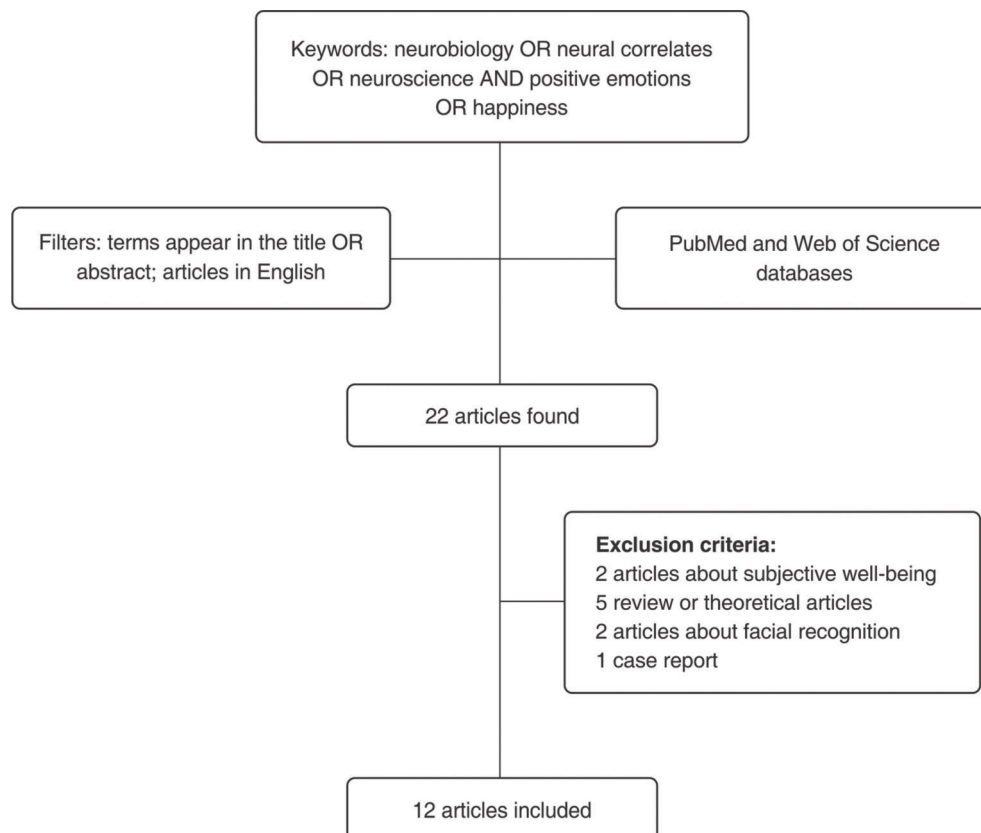 Keywords: neurobiology OR neural correlates
OR neuroscience AND positive emotions
OR happiness
Filters: terms appear in the title OR
abstract; articles in English
PubMed and Web of Science
databases
22 articles found
Exclusion criteria:
2 articles about subjective well-being
5 review or theoretical articles
2 articles about facial recognition
1 case report
12 articles included